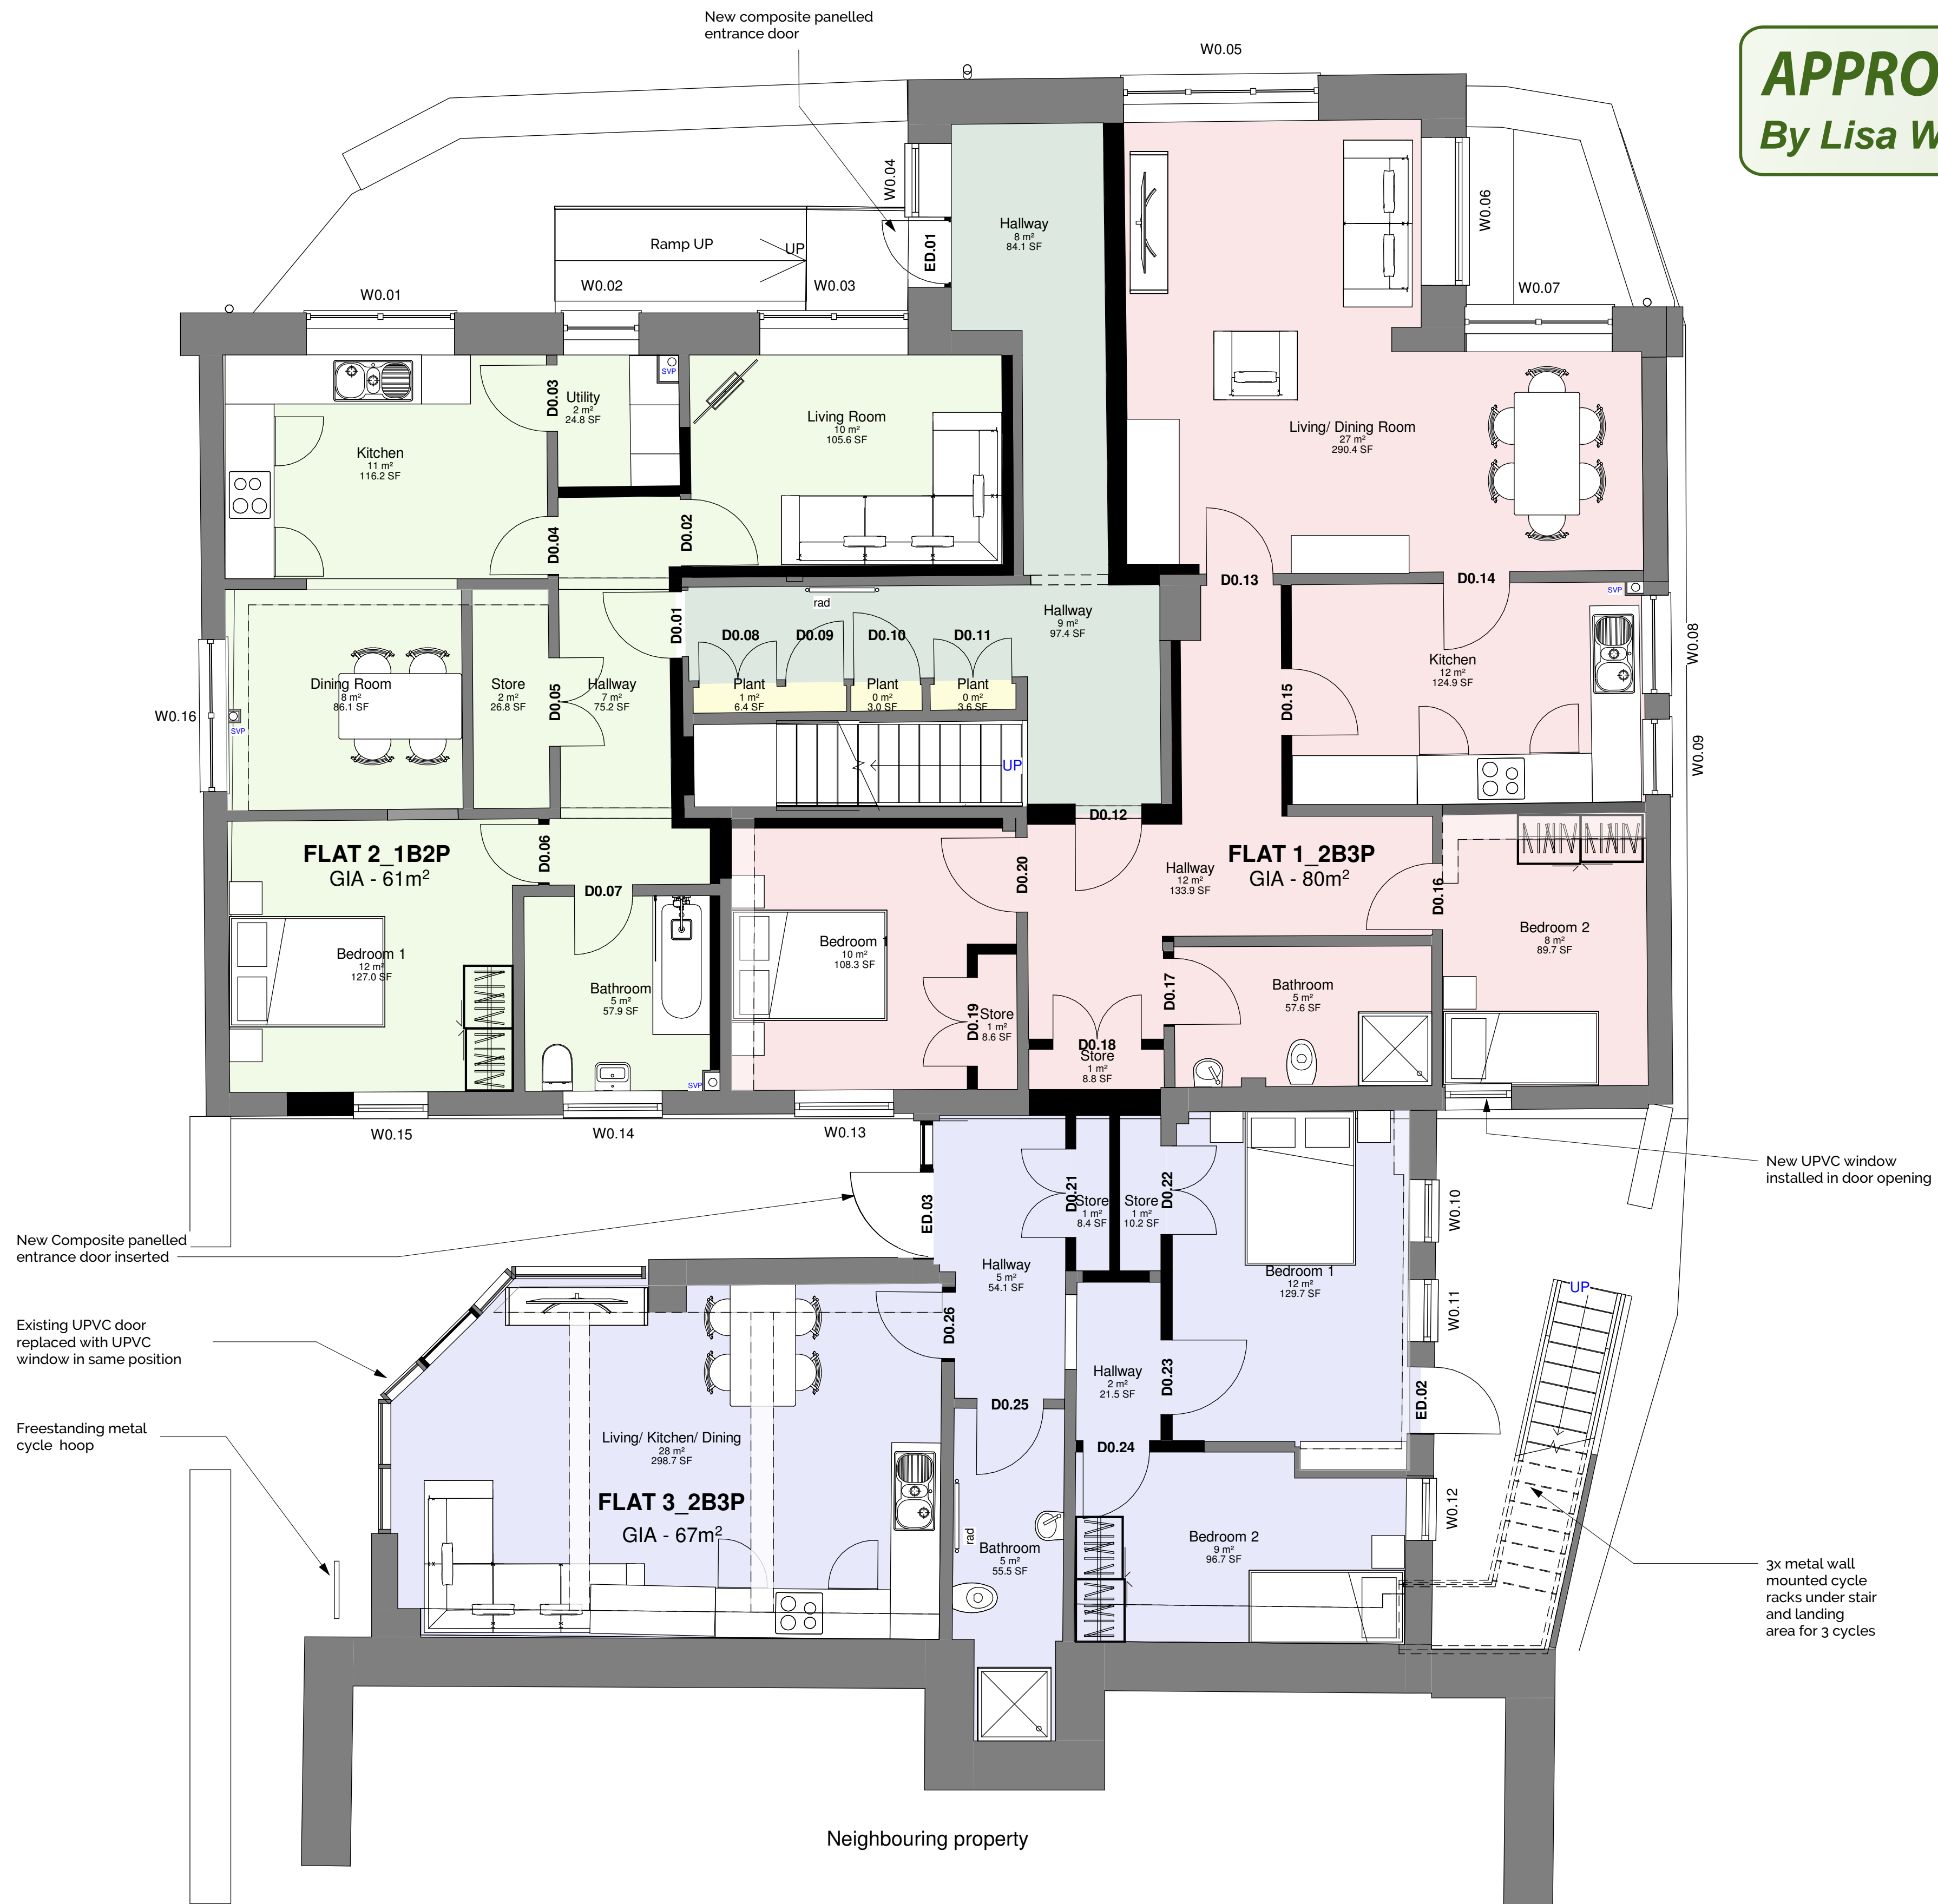 New composite panelled
entrance door
W0.05
APPRO
By Lisa W
W0.04
Hallway
8 m²
84.1 SF
W0.06
Ramp UP
UP
ED.01
W0.01
W0.02
W0.03
W0.07
SVP
D0.03
Utility
2 m²
24.8 SF
Living Room
10 m²
105.6 SF
Living/ Dining Room
27 m²
290.4 SF
Kitchen
11 m²
116.2 SF
D0.04
D0.02
D0.13
D0.14
SVP
rad
D0.01
D0.08
D0.09
D0.10
D0.11
Hallway
9 m²
97.4 SF
W0.08
Kitchen
12 m²
124.9 SF
Dining Room
8 m²
86.1 SF
Store
2 m²
26.8 SF
D0.05
Hallway
7 m²
75.2 SF
Plant
1 m²
6.4 SF
Plant
0 m²
3.0 SF
Plant
0 m²
3.6 SF
D0.15
W0.16
SVP
UP
W0.09
D0.12
FLAT 2_1B2P
GIA - 61m²
D0.06
D0.07
D0.20
Hallway
12 m²
133.9 SF
FLAT 1_2B3P
GIA - 80m²
D0.16
Bedroom 1
12 m²
127.0 SF
Bedroom 1
10 m²
108.3 SF
Bedroom 2
8 m²
89.7 SF
Bathroom
5 m²
57.9 SF
D0.19
Store
1 m²
8.6 SF
D0.17
Bathroom
5 m²
57.6 SF
D0.18
Store
1 m²
8.8 SF
SVP
W0.15
W0.14
W0.13
New UPVC window
installed in door opening
New Composite panelled
entrance door inserted
ED.03
D0.21
Store
1 m²
8.4 SF
Store
1 m²
10.2 SF
D0.22
W0.10
Hallway
5 m²
54.1 SF
Bedroom 1
12 m²
129.7 SF
W0.11
UP
Existing UPVC door
replaced with UPVC
window in same position
D0.26
Hallway
2 m²
21.5 SF
D0.23
ED.02
D0.25
Freestanding metal
cycle hoop
Living/ Kitchen/ Dining
28 m²
298.7 SF
D0.24
FLAT 3_2B3P
GIA - 67m²
W0.12
rad
Bathroom
5 m²
55.5 SF
Bedroom 2
9 m²
96.7 SF
3x metal wall
mounted cycle
racks under stair
and landing
area for 3 cycles
Neighbouring property